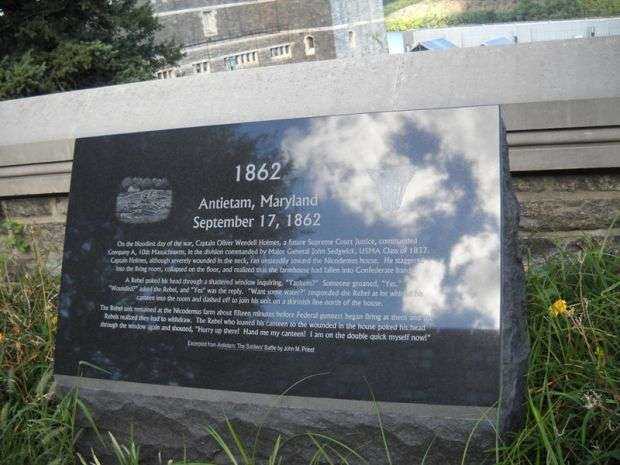 1862
Antietam, Maryland
September 17, 1862
On the bloodiest day of the war, Captain Oliver Wendell Holmes, a future Supreme Court Justice, commanded
Company A, 10th Massachusetts, in the division commanded by Major General John Sedgwick, USMA Class of 1837.
Captain Holmes, although severely wounded in the neck, ran unsteadily toward the Nicodemus house. He staggered
into the living room, collapsed on the floor, and realized that the farmhouse had fallen into Confederate hands.
A Rebel poked his head through a shattered window inquiring, "Yankees?" Someone groaned, "Yes."
"Wounded?" asked the Rebel, and "Yes" was the reply. "Want some water?" responded the Rebel as he
canteen into the room and dashed off to join his unit on a skirmish line north of the house.
The Rebel unit remained at the Nicodemus farm about fifteen minutes before Federal gunners began firing at them and the
Rebels realized they had to withdraw. The Rebel who loaned his canteen to the wounded in the house poked his head
through the window again and shouted, "Hurry up there! Hand me my canteen! I am on the double quick myself now!"
Excerpted from Antietam: The Soldiers' Battle by John M. Priest